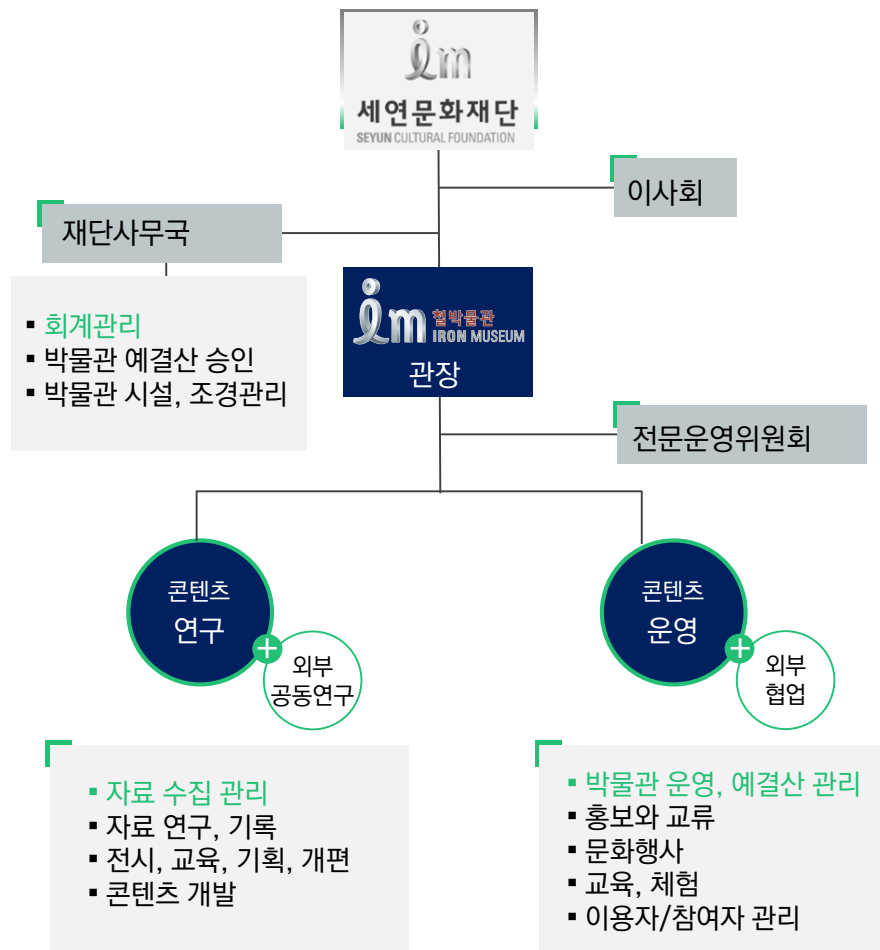 im
세연문화재단
SEYUN CULTURAL FOUNDATION
이사회
재단사무국
▪ 회계관리
▪ 박물관 예결산 승인
▪ 박물관 시설, 조경관리
im 철박물관
IRON MUSEUM
관장
전문운영위원회
콘텐츠
연구
+
외부
공동연구
콘텐츠
운영
+
외부
협업
▪ 자료 수집 관리
▪ 자료 연구, 기록
▪ 전시, 교육, 기획, 개편
▪ 콘텐츠 개발
▪ 박물관 운영, 예결산 관리
▪ 홍보와 교류
▪ 문화행사
▪ 교육, 체험
▪ 이용자/참여자 관리